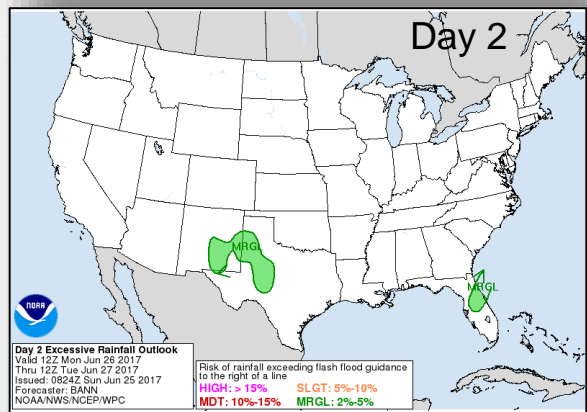 Day 2
MRGL
MRGL
NOAA
Day 2 Excessive Rainfall Outlook
Valid 12Z Mon Jun 26 2017
Thru 12Z Tue Jun 27 2017
Issued: 0824Z Sun Jun 25 2017
Forecaster: BANN
NOAA/NWS/NCEP/WPC
Risk of rainfall exceeding flash flood guidance
to the right of a line
HIGH: > 15% SLGT: 5%-10%
MDT: 10%-15% MRGL: 2%-5%